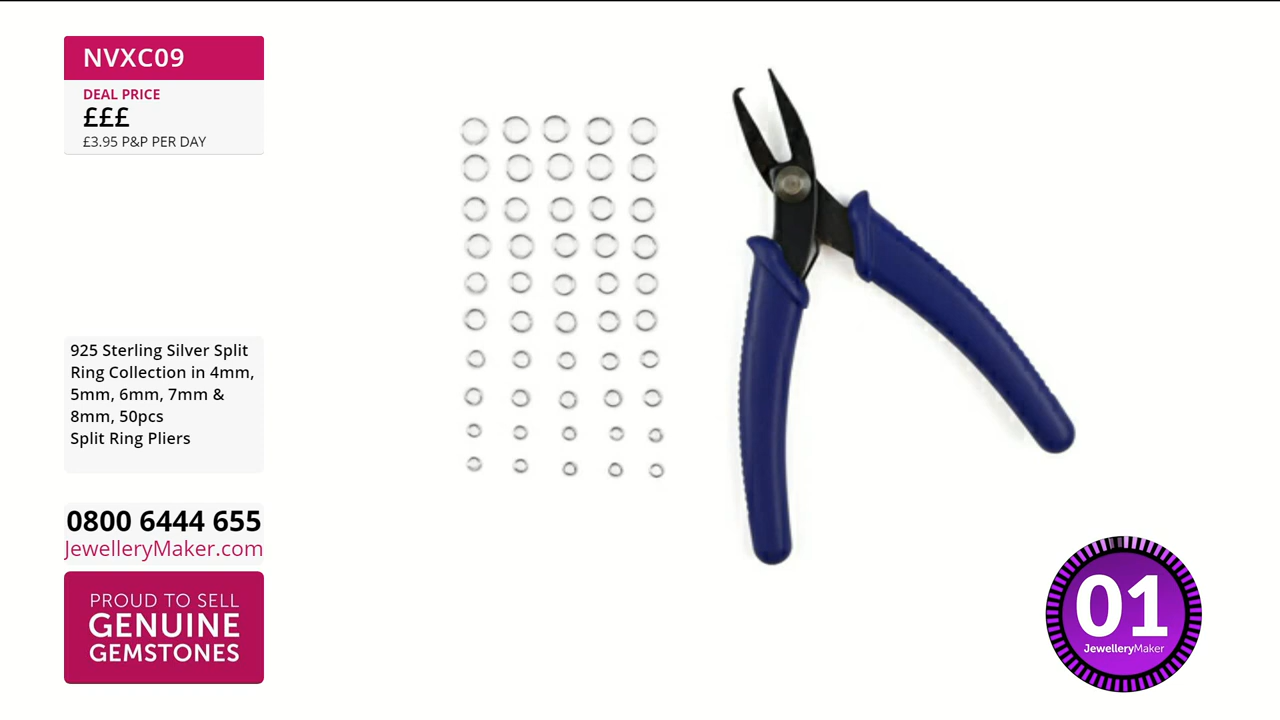 NVXC09
DEAL PRICE
£££
£3.95 P&P PER DAY
925 Sterling Silver Split
Ring Collection in 4mm,
5mm, 6mm, 7mm &
8mm, 50pcs
Split Ring Pliers
0800 6444 655
JewelleryMaker.com
PROUD TO SELL
GENUINE
GEMSTONES
01
JewelleryMaker